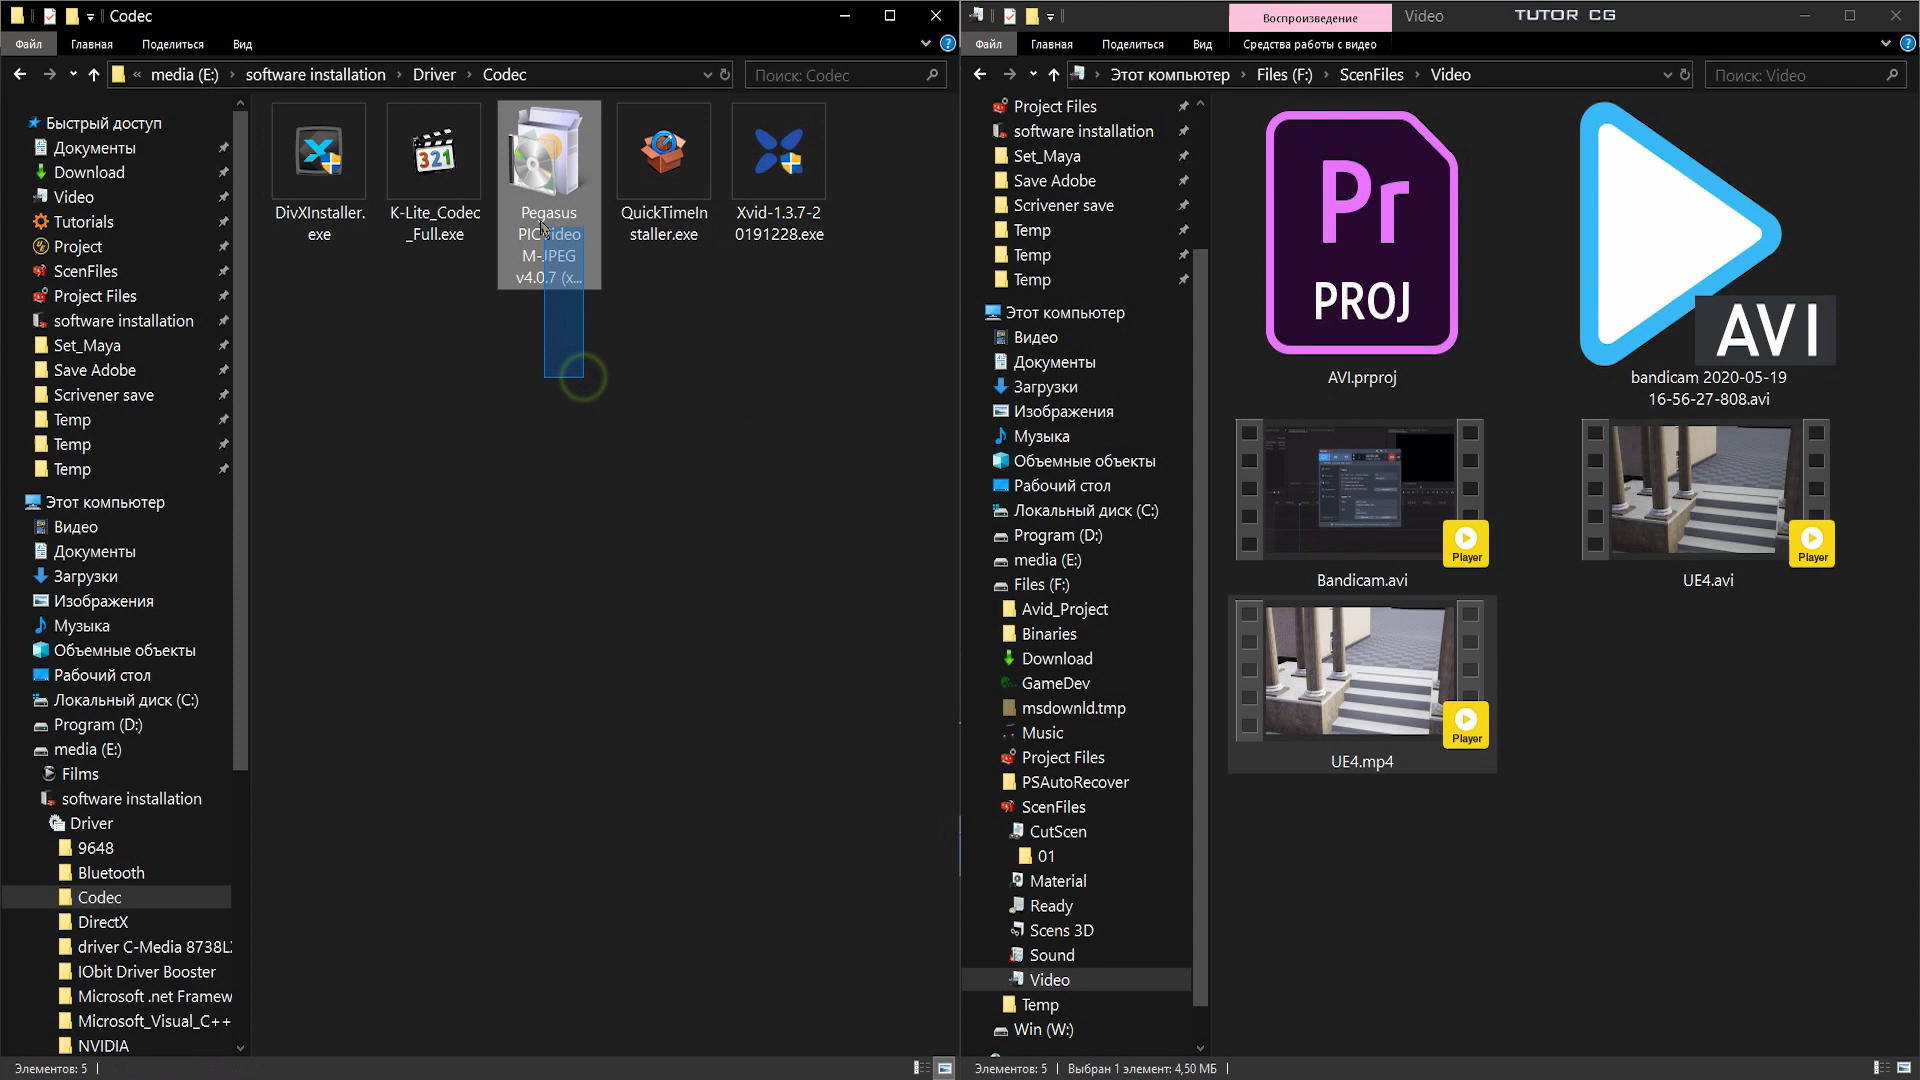 Codec
Файл
Главная
Поделиться
Вид
« media (E:) › software installation › Driver › Codec
Поиск: Codec
Быстрый доступ
Документы
Download
Video
Tutorials
Project
ScenFiles
Project Files
software installation
Set_Maya
Save Adobe
Scrivener save
Temp
Temp
Temp
Этот компьютер
Видео
Документы
Загрузки
Изображения
Музыка
Объемные объекты
Рабочий стол
Локальный диск (C:)
Program (D:)
media (E:)
Films
software installation
Driver
9648
Bluetooth
Codec
DirectX
driver C-Media 8738L
IObit Driver Booster
Microsoft .net Framew
Microsoft_Visual_C++
NVIDIA
DivXInstaller.
exe
321
K-Lite_Codec
_Full.exe
Pegasus
PICVideo
M-JPEG
v4.0.7 (x...
QuickTimeIn
staller.exe
Xvid-1.3.7-2
0191228.exe
Элементов: 5
Воспроизведение
Video
TUTOR CG
Файл
Главная
Поделиться
Вид
Средства работы с видео
› Этот компьютер › Files (F:) › ScenFiles › Video
Поиск: Video
Project Files
software installation
Set_Maya
Save Adobe
Scrivener save
Temp
Temp
Temp
Этот компьютер
Видео
Документы
Загрузки
Изображения
Музыка
Объемные объекты
Рабочий стол
Локальный диск (C:)
Program (D:)
media (E:)
Files (F:)
Avid_Project
Binaries
Download
GameDev
msdownld.tmp
Music
Project Files
PSAutoRecover
ScenFiles
CutScen
01
Material
Ready
Scens 3D
Sound
Video
Temp
Win (W:)
Pr
PROJ
AVI.prproj
AVI
bandicam 2020-05-19
16-56-27-808.avi
Player
Bandicam.avi
Player
UE4.avi
Player
UE4.mp4
Элементов: 5
Выбран 1 элемент: 4,50 МБ